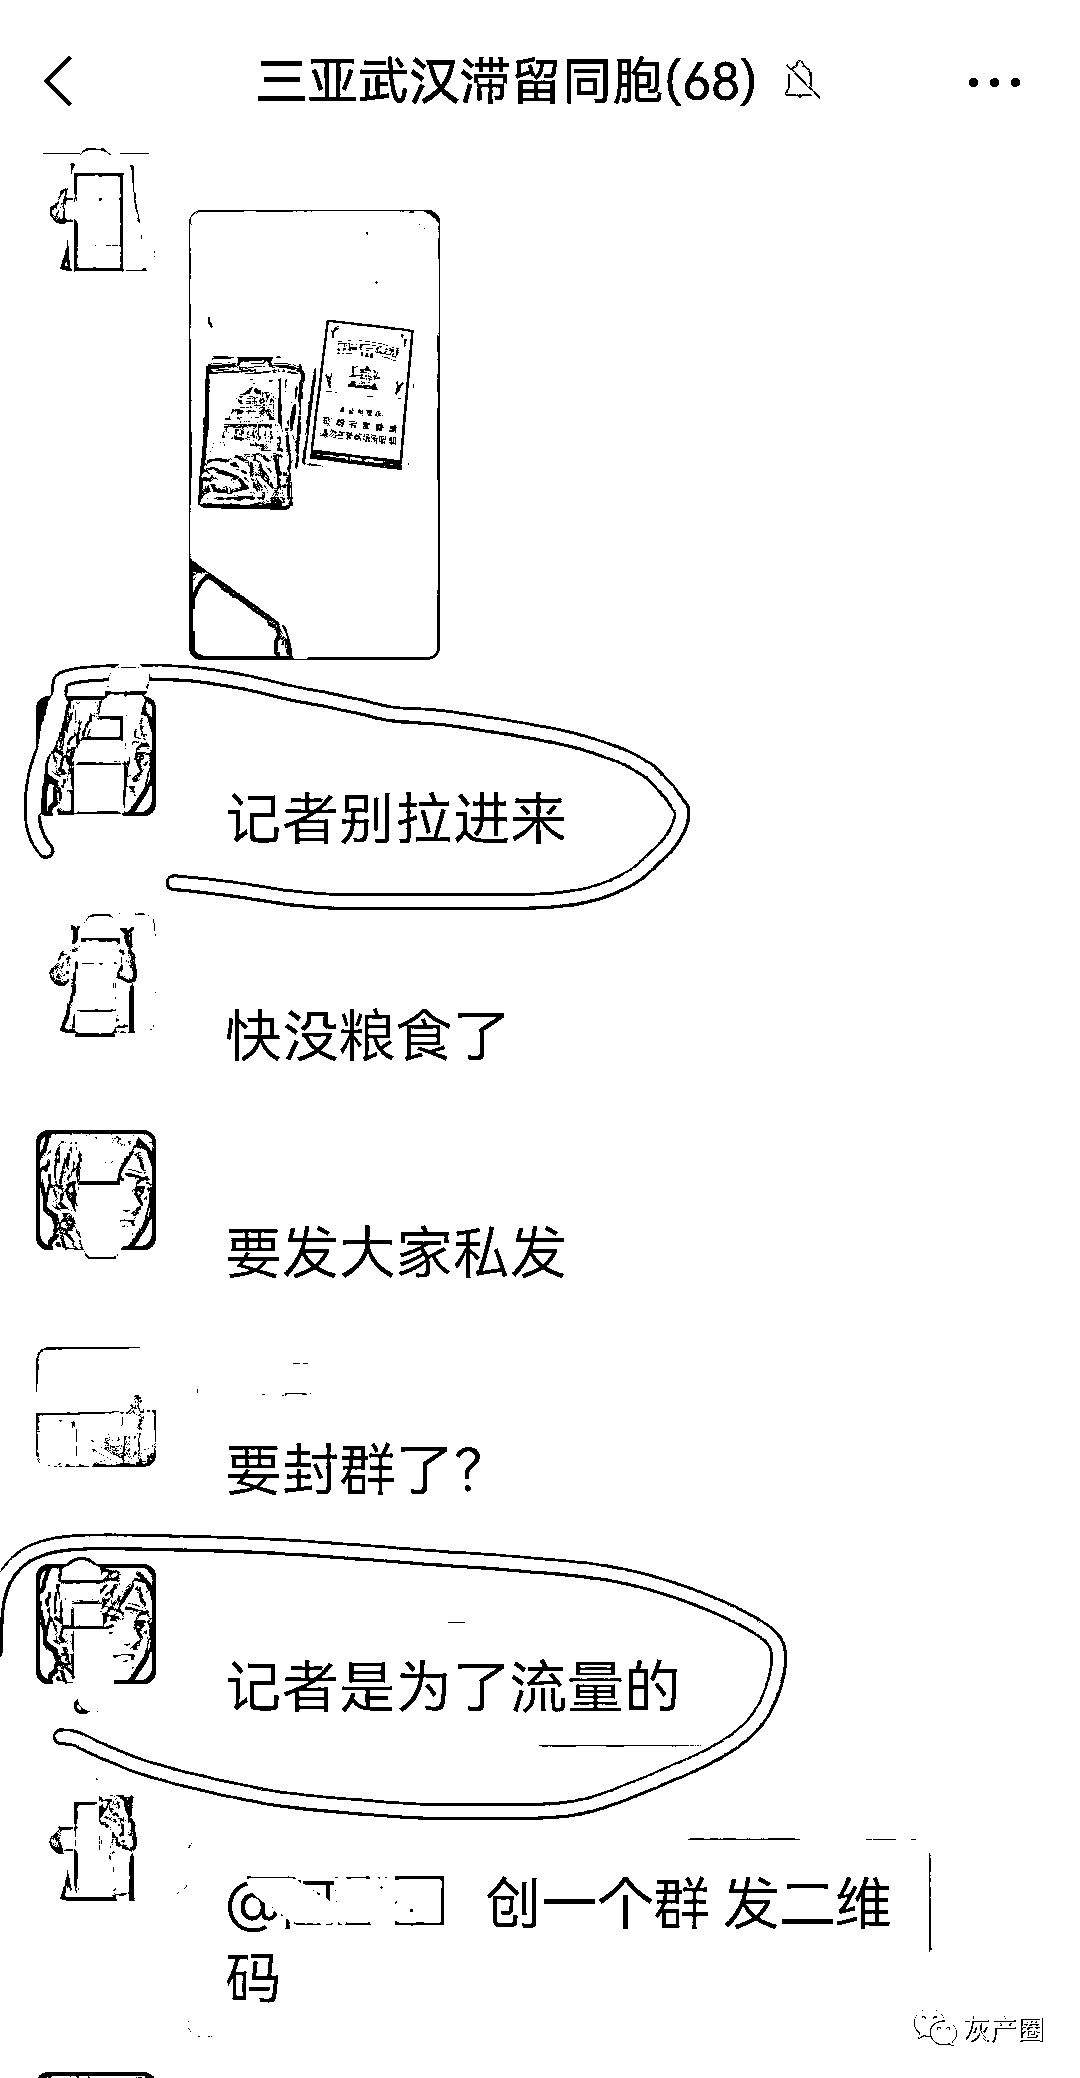 三亚武汉滞留同胞(68)
记者别拉进来
快没粮食了
要发大家私发
要封群了?
记者是为了流量的
@ 创一个群 发二维
码
灰产圈